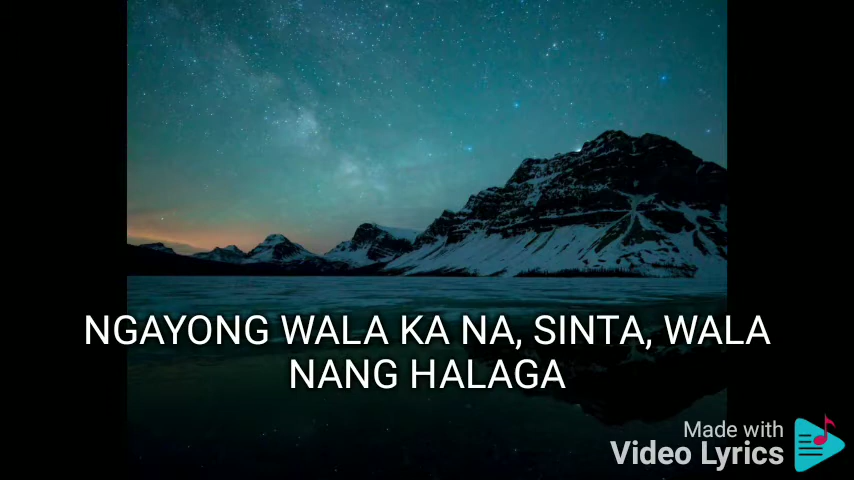 NGAYONG WALA KA NA, SINTA, WALA
NANG HALAGA
Made with
Video Lyrics